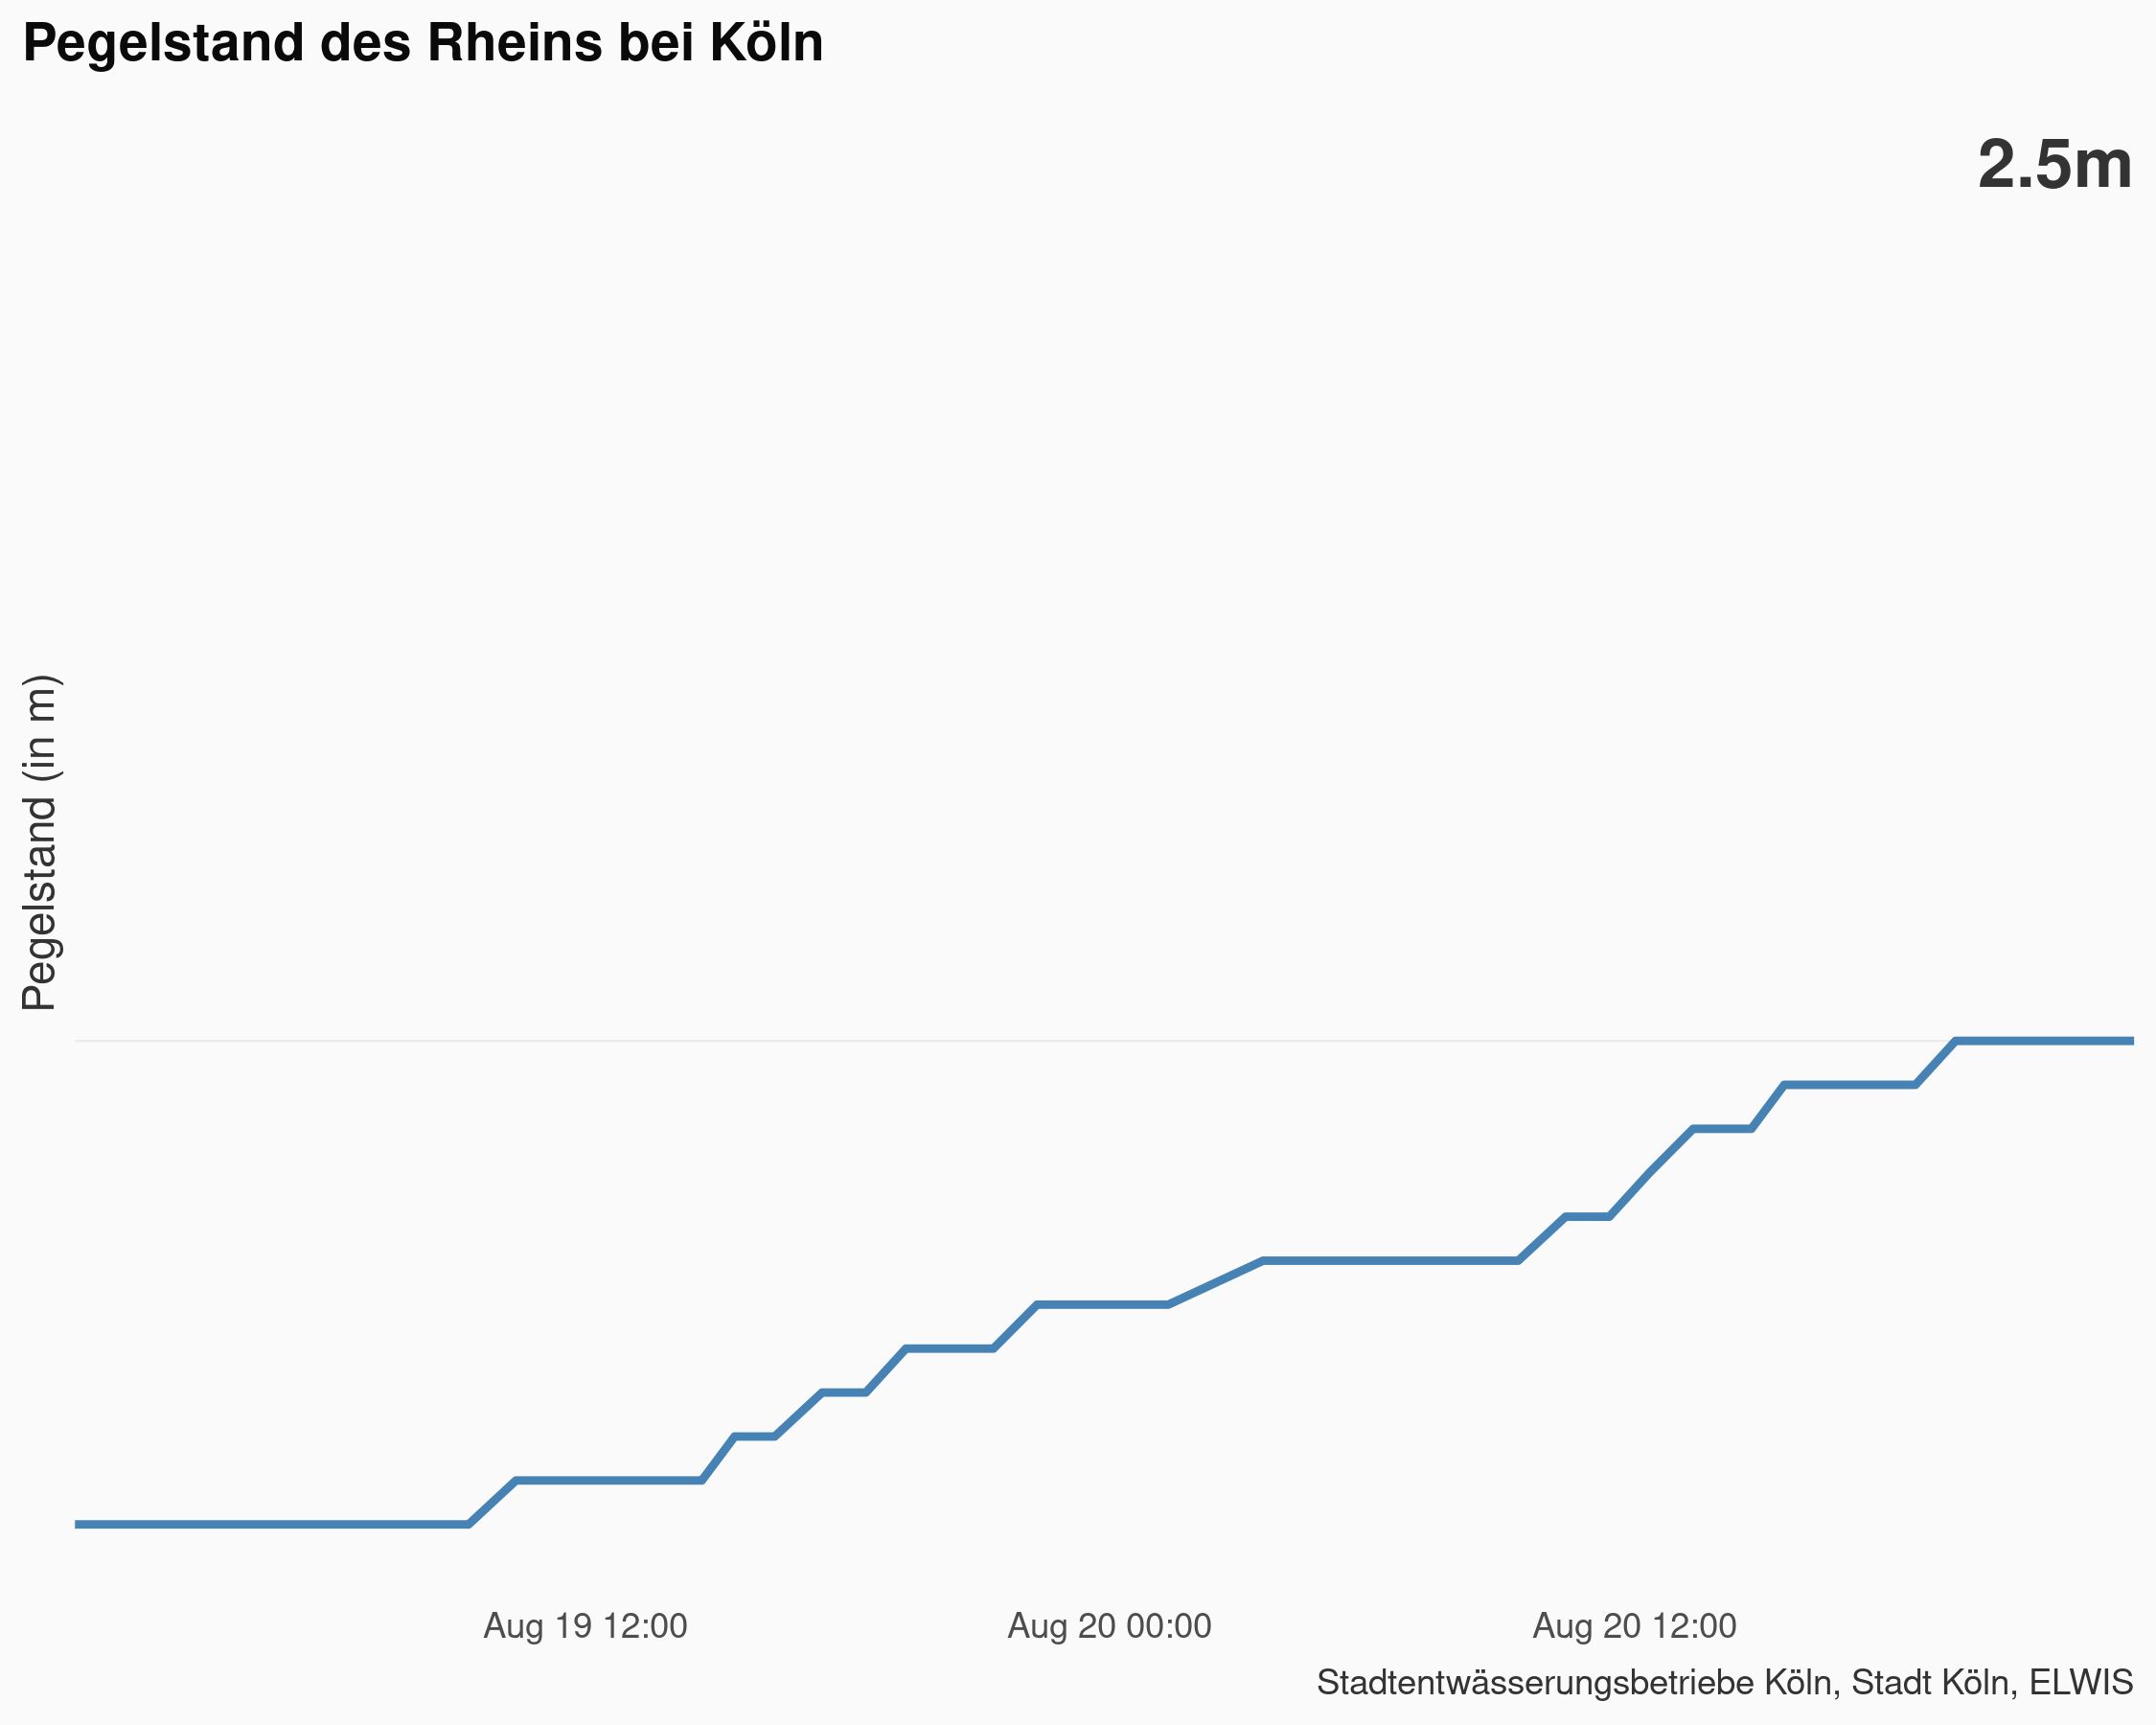 Pegelstand des Rheins bei Köln
2.5m
Pegelstand (in m)
Aug 19 12:00
Aug 20 00:00
Aug 20 12:00
Stadtentwässerungsbetriebe Köln, Stadt Köln, ELWIS